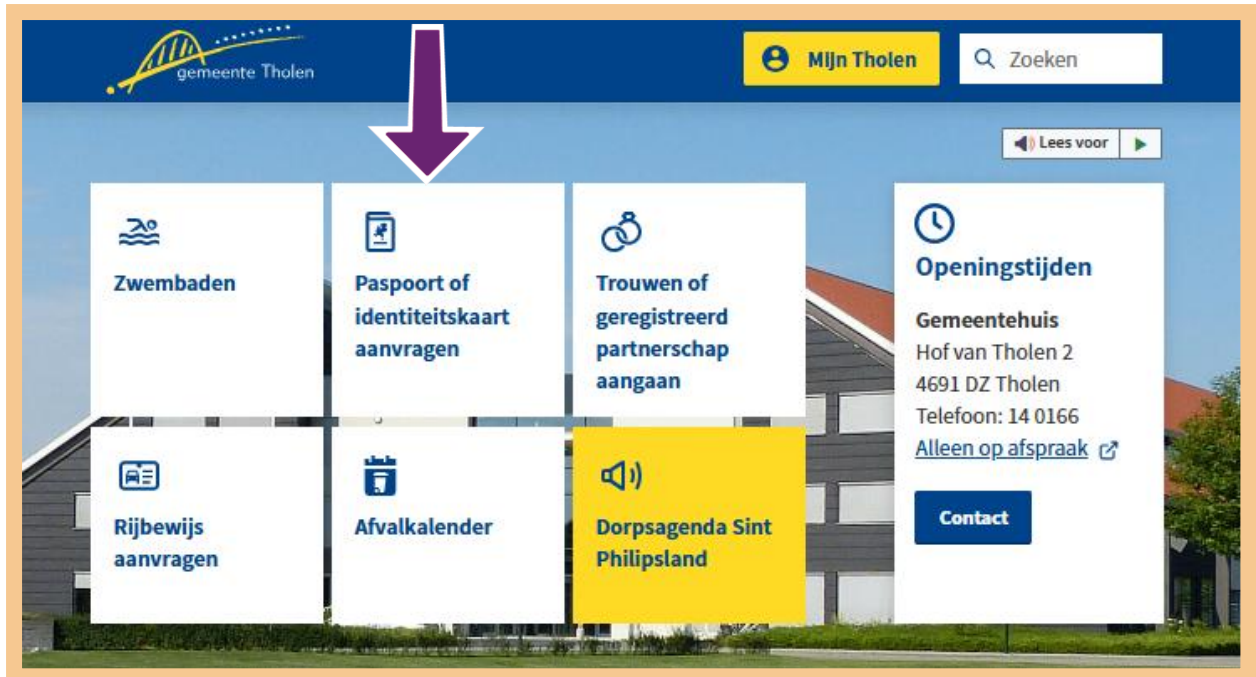 gemeente Tholen
Mijn Tholen
Zoeken
Lees voor
Zwembaden
Paspoort of
identiteitskaart
aanvragen
Trouwen of
geregistreerd
partnerschap
aangaan
Openingstijden
Gemeentehuis
Hof van Tholen 2
4691 DZ Tholen
Telefoon: 14 0166
Alleen op afspraak
Contact
Rijbewijs
aanvragen
Afvalkalender
Dorpsagenda Sint
Philipsland